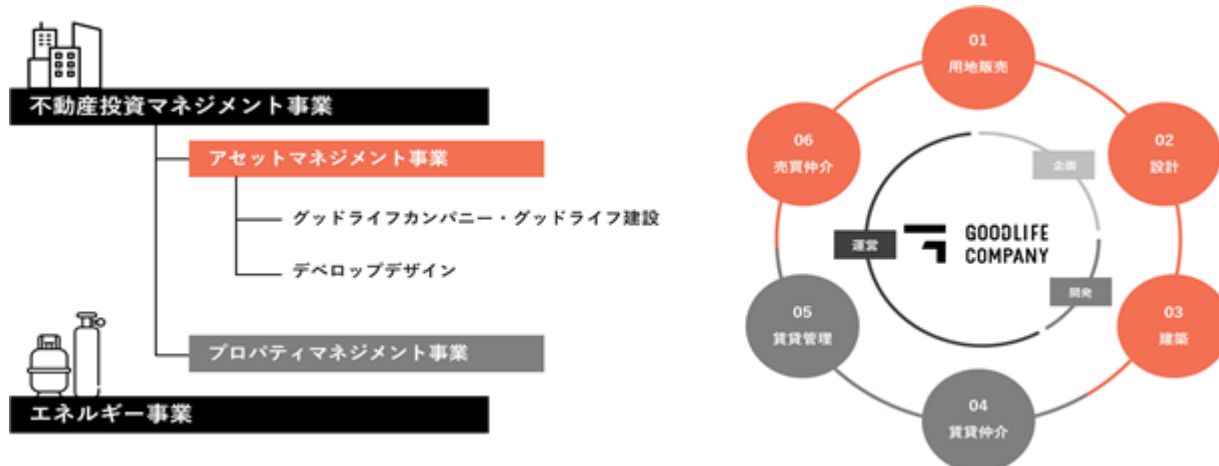 不動産投資マネジメント事業
アセットマネジメント事業
グッドライフカンパニー・グッドライフ建設
デベロップデザイン
プロパティマネジメント事業
エネルギー事業
01
用地販売
02
設計
03
建築
04
賃貸仲介
05
賃貸管理
06
売買仲介
企画
開発
運営
GOODLIFE
COMPANY